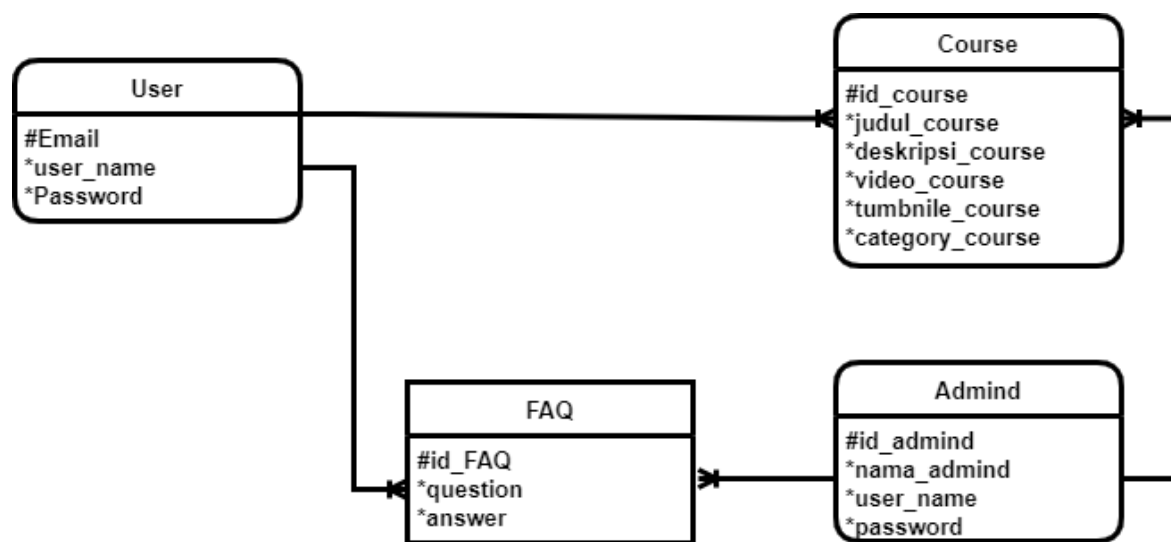 User
#Email
*user_name
*Password
Course
#id_course
*judul_course
*deskripsi_course
*video_course
*tumbnile_course
*category_course
FAQ
#id_FAQ
*question
*answer
Admind
#id_admind
*nama_admind
*user_name
*password